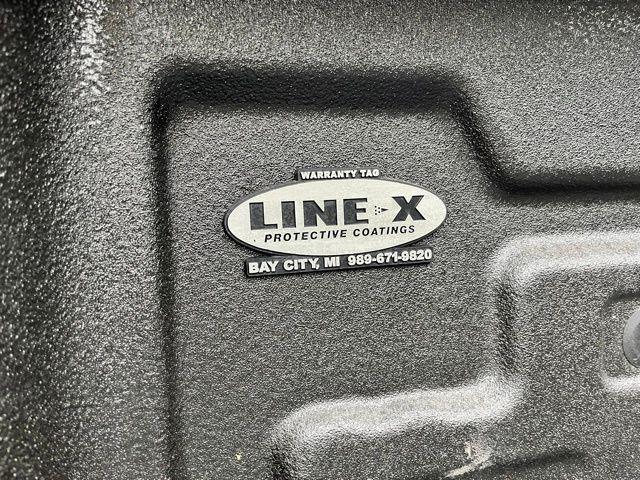 WARRANTY TAG
LINE-X
PROTECTIVE COATINGS
BAY CITY, MI 989-671-9820